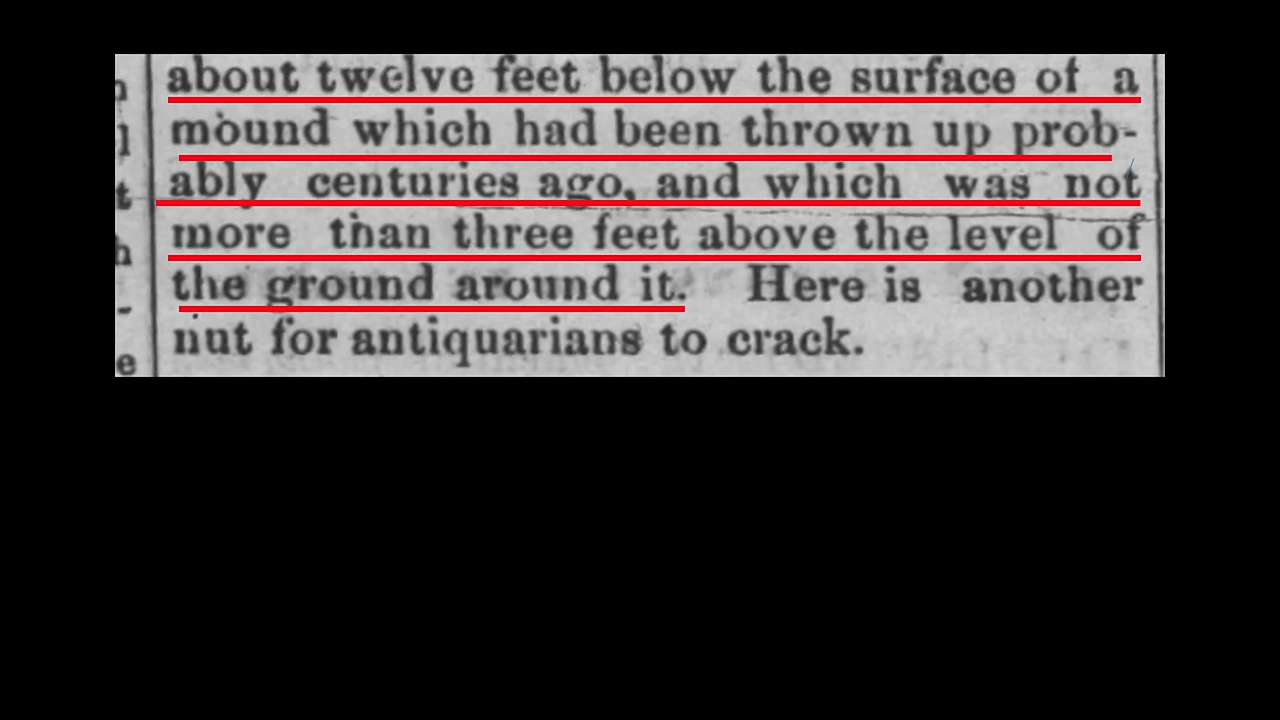 about twelve feet below the surface of a
mound which had been thrown up prob-
ably centuries ago, and which was not
more than three feet above the level of
the ground around it. Here is another
nut for antiquarians to crack.